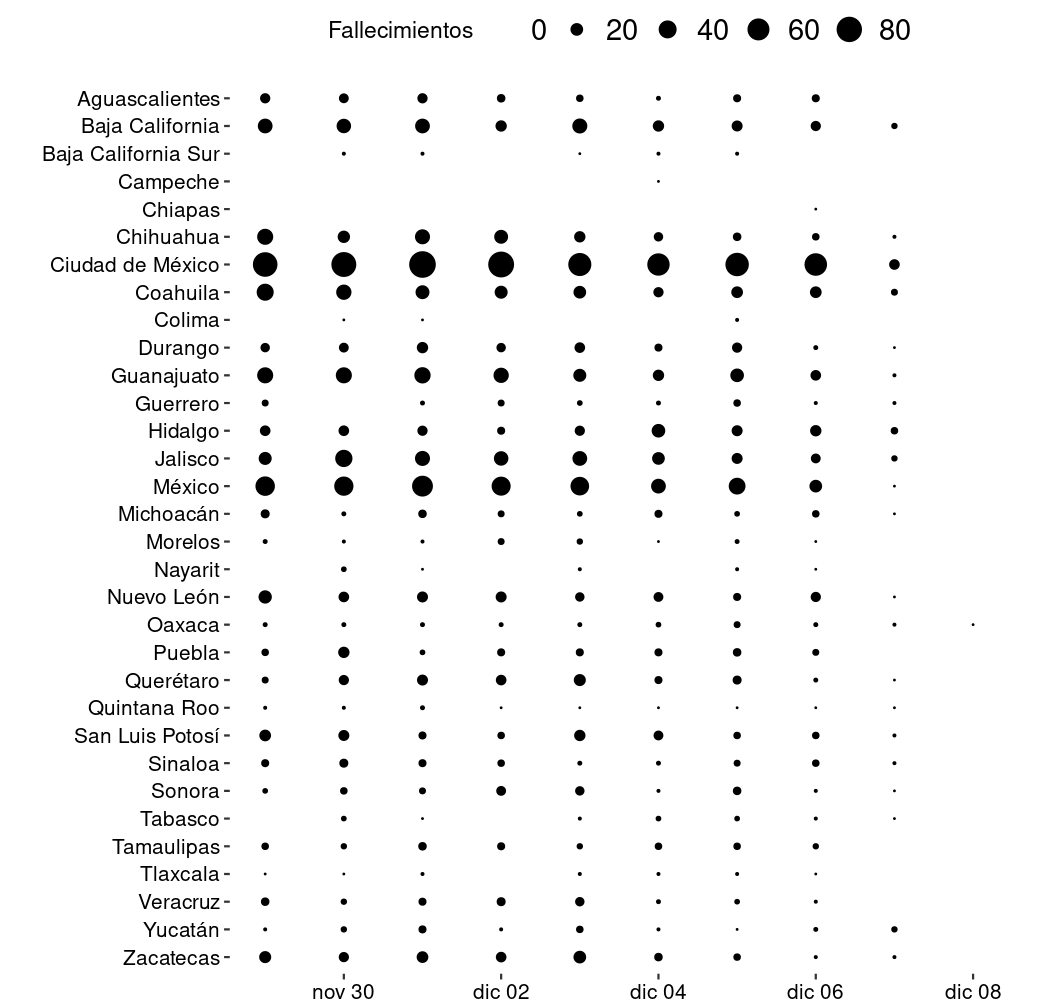 Fallecimientos 0 20 40 60 80
Aguascalientes
Baja California
Baja California Sur
Campeche
Chiapas
Chihuahua
Ciudad de México
Coahuila
Colima
Durango
Guanajuato
Guerrero
Hidalgo
Jalisco
México
Michoacán
Morelos
Nayarit
Nuevo León
Oaxaca
Puebla
Querétaro
Quintana Roo
San Luis Potosí
Sinaloa
Sonora
Tabasco
Tamaulipas
Tlaxcala
Veracruz
Yucatán
Zacatecas
nov 30 dic 02 dic 04 dic 06 dic 08